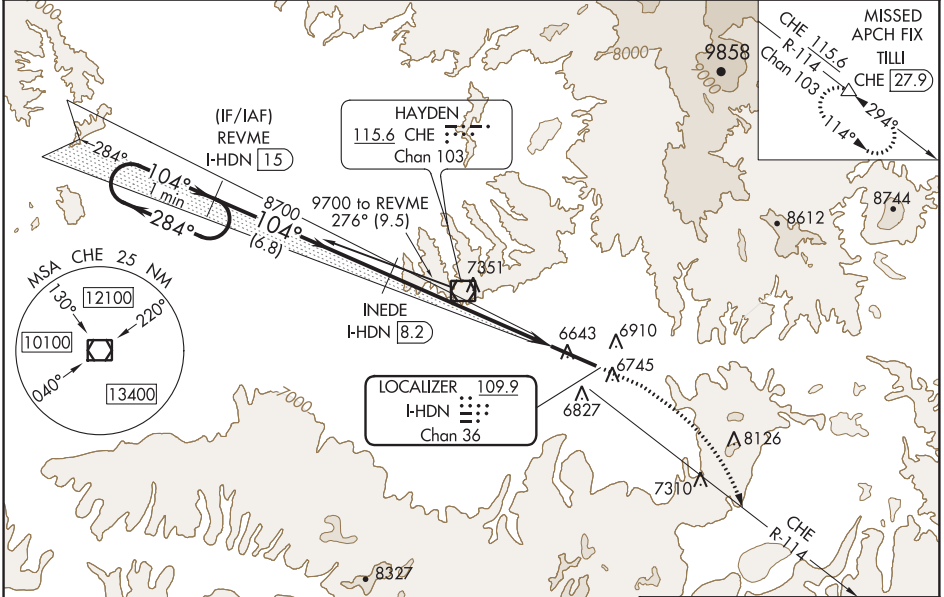 8000
9000
9858
MISSED
APCH FIX
TILLI
CHE 27.9
CHE 115.6
R-114
Chan 103
294°
114°
(IF/IAF)
REVME
I-HDN 15
HAYDEN
115.6 CHE
Chan 103
284°
104°
1 min
284°
8700
104°
(6.8)
9700 to REVME
276° (9.5)
7351
8744
8612
INEDE
I-HDN 8.2
MSA CHE 25 NM
130°
12100
220°
10100
040°
13400
6643
6910
6745
LOCALIZER 109.9
I-HDN
Chan 36
6827
7000
8126
7310
CHE
R-114
8327